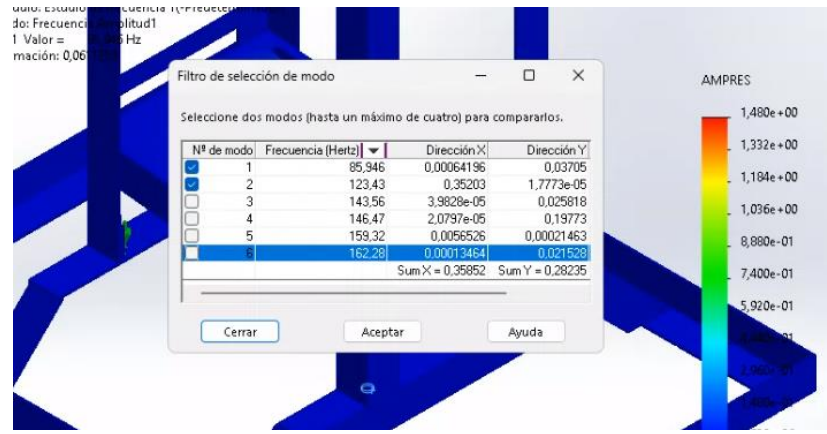 do: Frecuenci plitud1
1 Valor = Hz
mación: 0,06
Filtro de selección de modo
Seleccione dos modos (hasta un máximo de cuatro) para compararlos.
Nº de modo Frecuencia (Hertz) Dirección X Dirección Y
1 85,946 0,00064196 0,03705
2 123,43 0,35203 1,7773e-05
3 143,56 3,9828e-05 0,025818
4 146,47 2,0797e-05 0,19773
5 159,32 0,0056526 0,00021463
6 162,28 0,00013464 0,021528
Sum X = 0,35852 Sum Y = 0,28235
Cerrar Aceptar Ayuda
AMPRES
1,480e+00
1,332e+00
1,184e+00
1,036e+00
8,880e-01
7,400e-01
5,920e-01